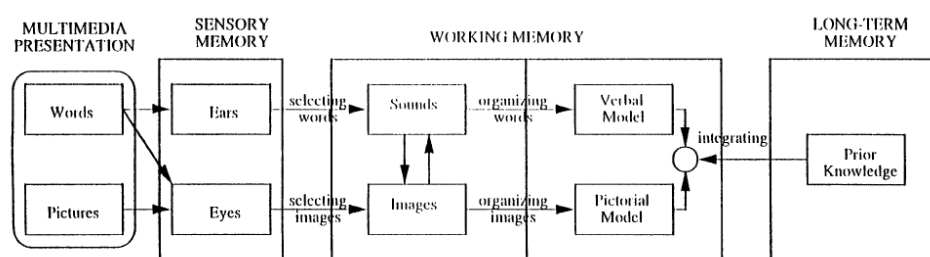 MULTIMEDIA
PRESENTATION
SENSORY
MEMORY
WORKING MEMORY
LONG-TERM
MEMORY
Words
Ears
selecting
words
Sounds
organizing
words
Verbal
Model
integrating
Prior
Knowledge
Pictures
Eyes
selecting
images
Images
organizing
images
Pictorial
Model